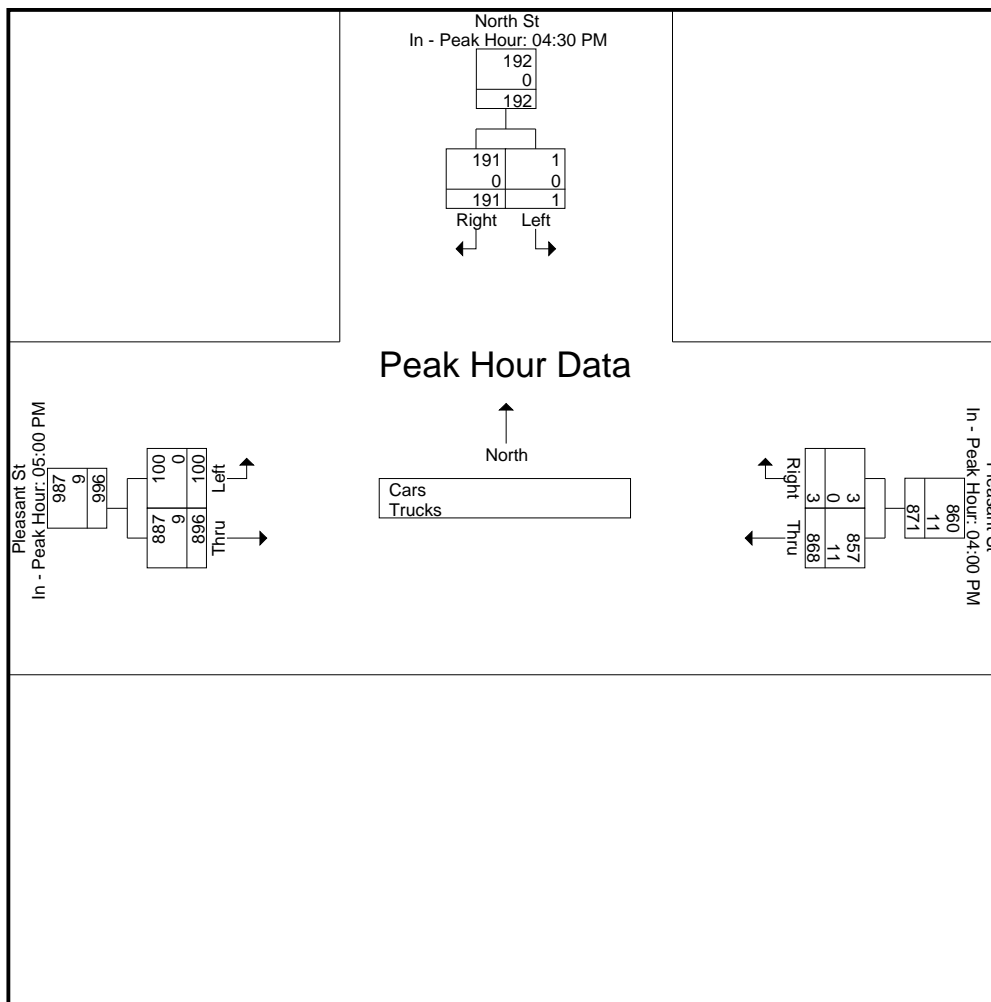 North St
In - Peak Hour: 04:30 PM
192
0
192
191 1
0 0
191 1
Right Left
Peak Hour Data
North
Cars
Trucks
Pleasant St
In - Peak Hour: 05:00 PM
987
9
996
100
0
100
Left
887
9
896
Thru
Right
3
0
3
Thru
857
11
868
860
11
871
In - Peak Hour: 04:00 PM
Pleasant St